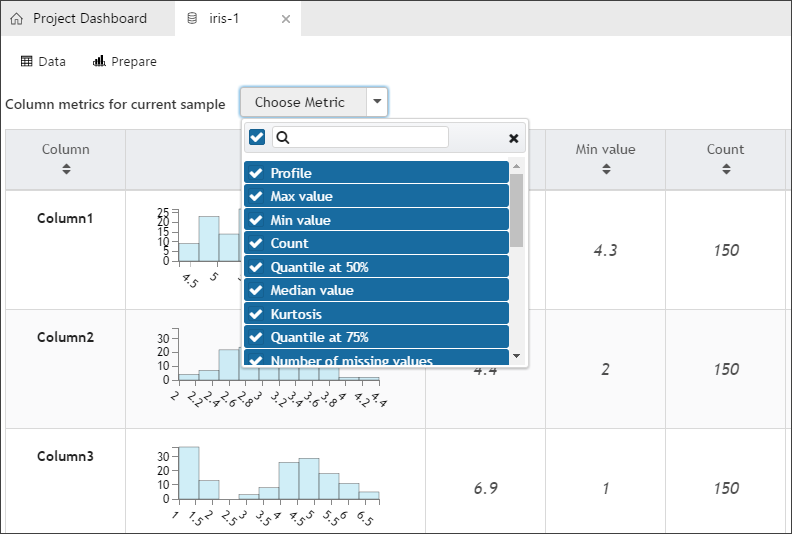 Project Dashboard iris-1
Data Prepare
Column metrics for current sample Choose Metric
Column Min value Count
Profile
Max value
Min value
Count
Quantile at 50%
Median value
Kurtosis
Quantile at 75%
Number of missing values
Column1 4.3 150
25
20
15
10
5
0
4.5 5
Column2 4.4 2 150
30
20
10
0
2 2.2 2.4 2.6 2.8 3 3.2 3.4 3.6 3.8 4 4.2 4.4
Column3 6.9 1 150
30
20
10
0
1 1.5 2 2.5 3 3.5 4 4.5 5 5.5 6 6.5